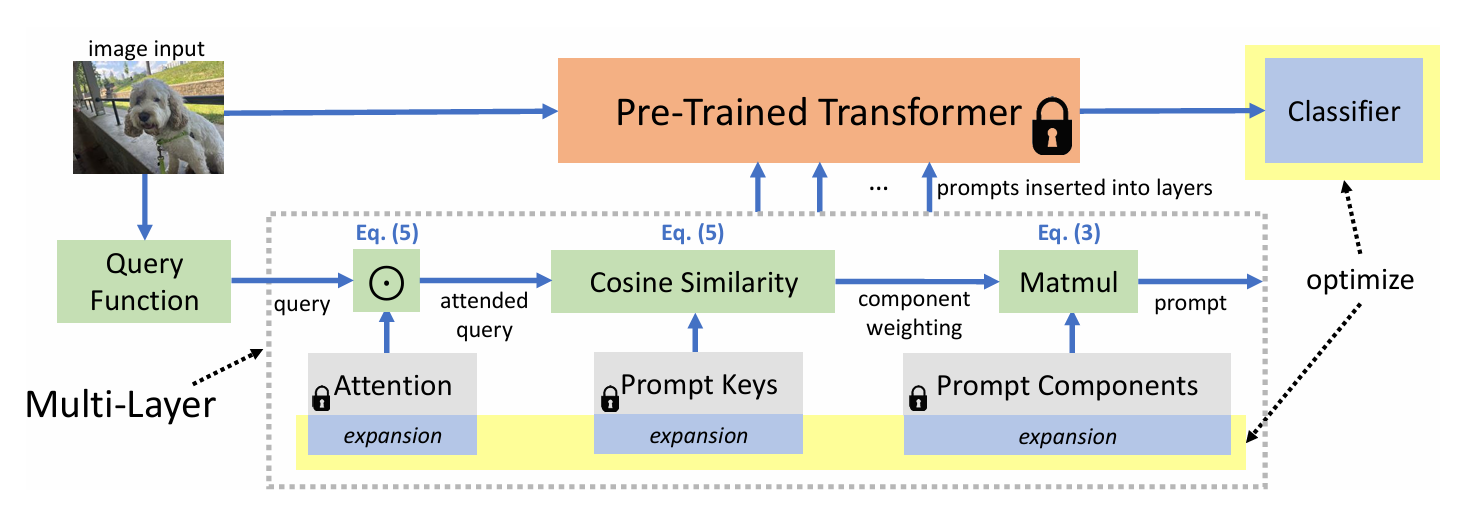 image input
Pre-Trained Transformer
Classifier
... prompts inserted into layers
Eq. (5)
Eq. (5)
Eq. (3)
Query
Function
query
attended
query
Cosine Similarity
component
weighting
Matmul
prompt
optimize
Multi-Layer
Attention
Prompt Keys
Prompt Components
expansion
expansion
expansion